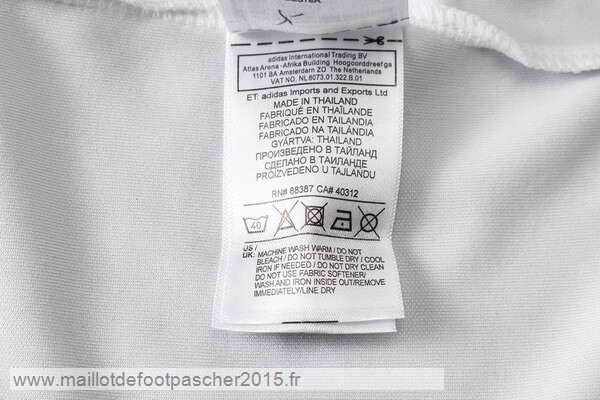 ESTER
adidas International Trading BV
Atlas Arena -Afrika Building Hoogoorddreef ga
1101 BA Amsterdam ZO The Netherlands
VAT NO. NL8073.01.322.B.01
ET: adidas Imports and Exports Ltd
MADE IN THAILAND
FABRIQUÉ EN THAÏLANDE
FABRICADO EN TAILANDIA
FABRICADO NA TAILÂNDIA
GYÁRTVA: THAILAND
ПРОИЗВЕДЕНО В ТАЙЛАНД
СДЕЛАНО В ТАИЛАНДЕ
PROIZVEDENO U TAJLANDU
RN# 88387 CA# 40312
40
US /
UK: MACHINE WASH WARM / DO NOT
BLEACH / DO NOT TUMBLE DRY / COOL
IRON IF NEEDED / DO NOT DRY CLEAN
DO NOT USE FABRIC SOFTENER/
WASH AND IRON INSIDE OUT/REMOVE
IMMEDIATELY/LINE DRY
www.maillotdefootpascher2015.fr